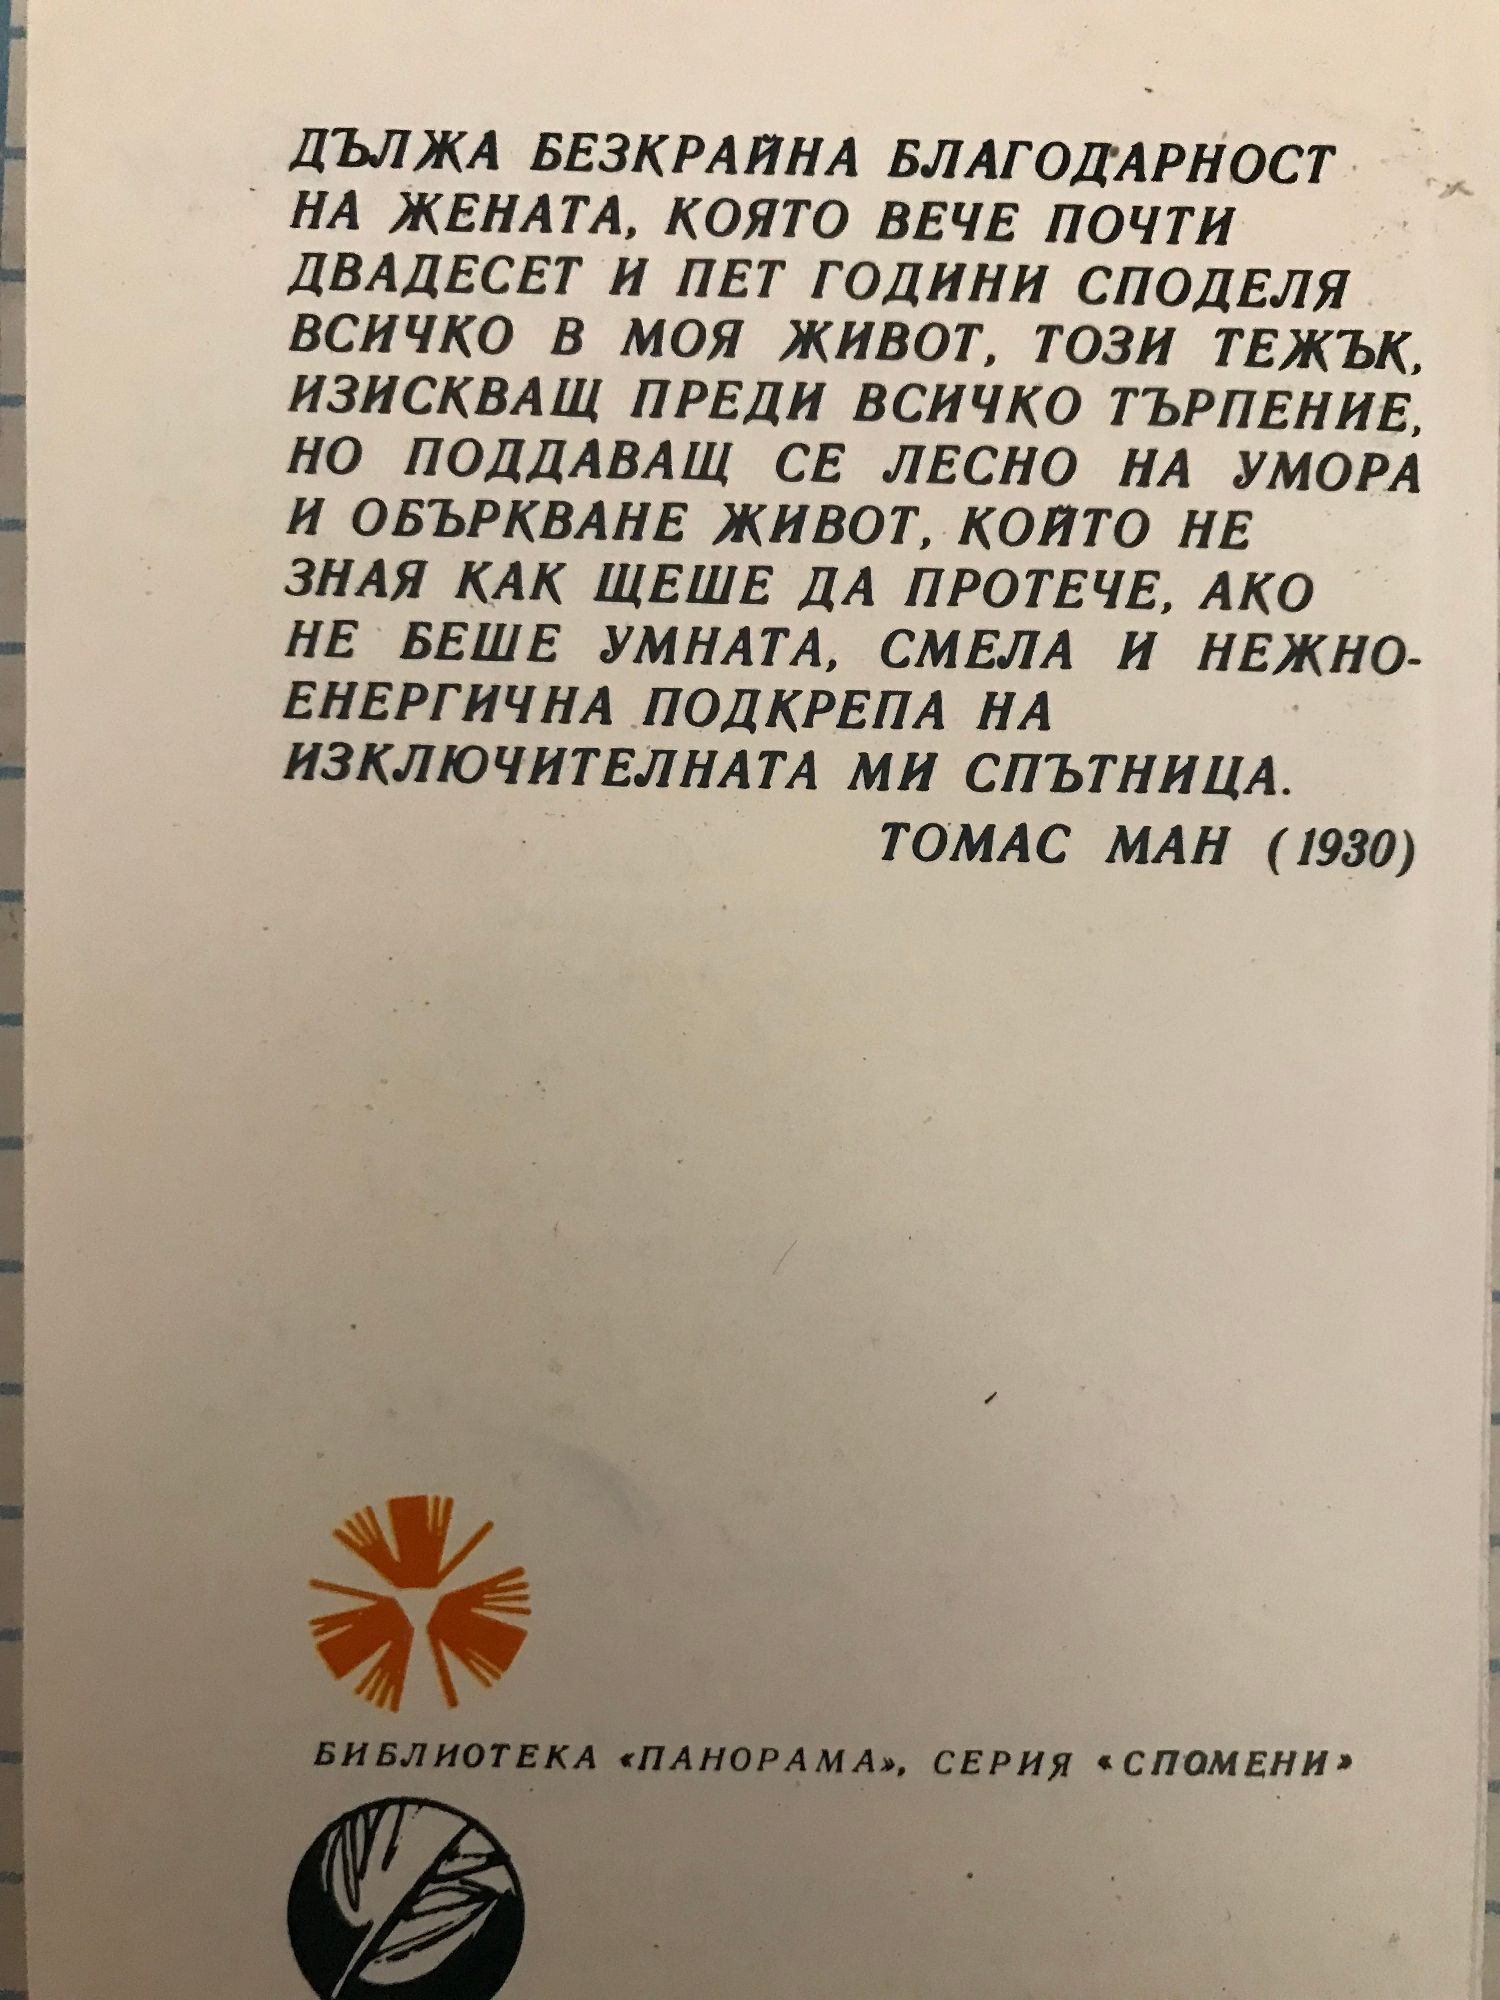 ДЪЛЖА БЕЗКРАЙНА БЛАГОДАРНОСТ
НА ЖЕНАТА, КОЯТО ВЕЧЕ ПОЧТИ
ДВАДЕСЕТ И ПЕТ ГОДИНИ СПОДЕЛЯ
ВСИЧКО В МОЯ ЖИВОТ, ТОЗИ ТЕЖЪК,
ИЗИСКВАЩ ПРЕДИ ВСИЧКО ТЪРПЕНИЕ,
НО ПОДДАВАЩ СЕ ЛЕСНО НА УМОРА
И ОБЪРКВАНЕ ЖИВОТ, КОЙТО НЕ
ЗНАЯ КАК ЩЕШЕ ДА ПРОТЕЧЕ, АКО
НЕ БЕШЕ УМНАТА, СМЕЛА И НЕЖНО-
ЕНЕРГИЧНА ПОДКРЕПА НА
ИЗКЛЮЧИТЕЛНАТА МИ СПЪТНИЦА.
ТОМАС МАН (1930)
БИБЛИОТЕКА «ПАНОРАМА», СЕРИЯ «СПОМЕНИ»